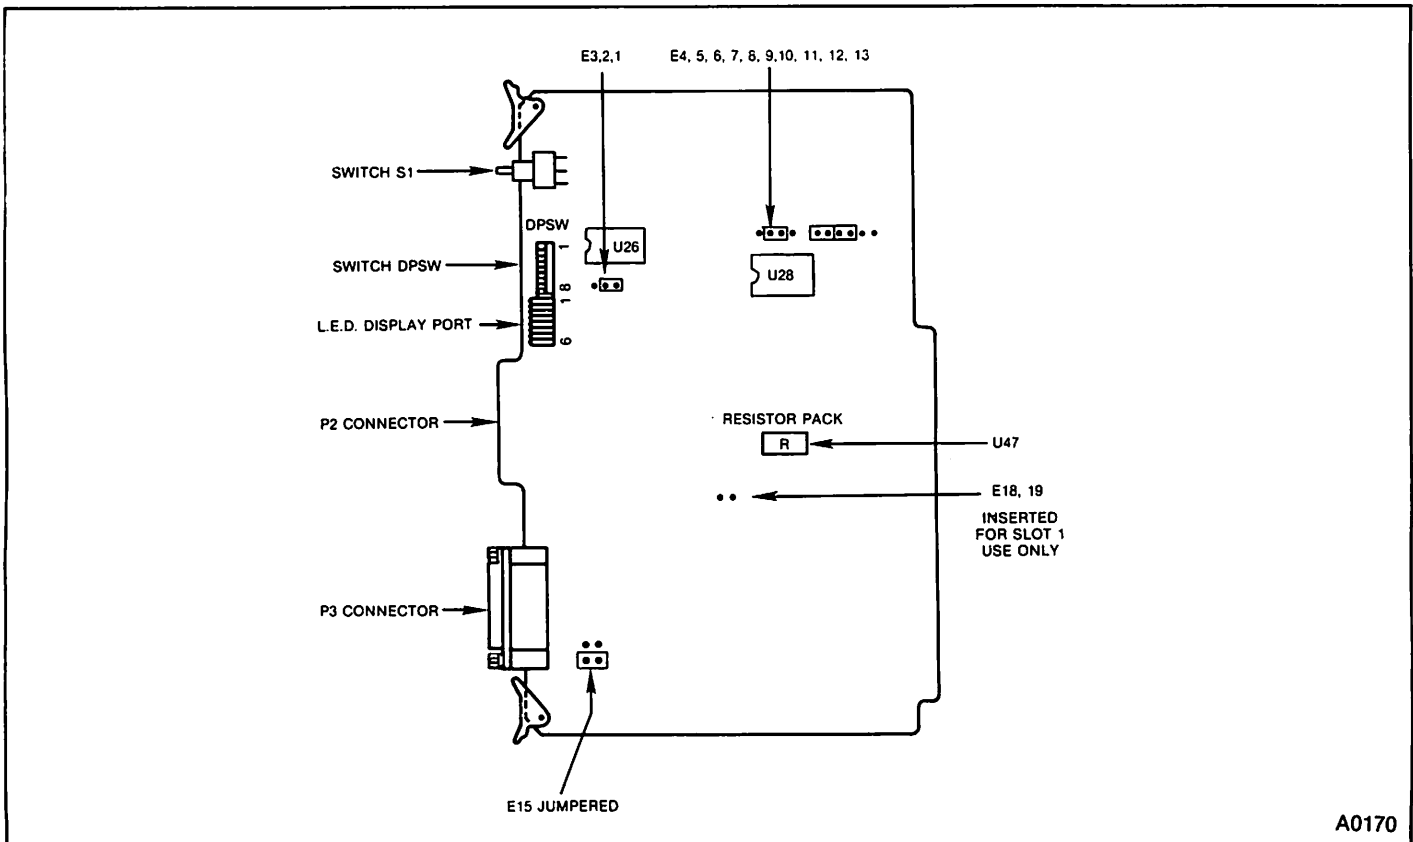 E3,2,1
E4, 5, 6, 7, 8, 9,10, 11, 12, 13
SWITCH S1
DPSW
1
U26
SWITCH DPSW
U28
8
1
L.E.D. DISPLAY PORT
6
P2 CONNECTOR
RESISTOR PACK
R
U47
E18, 19
INSERTED
FOR SLOT 1
USE ONLY
P3 CONNECTOR
E15 JUMPERED
A0170